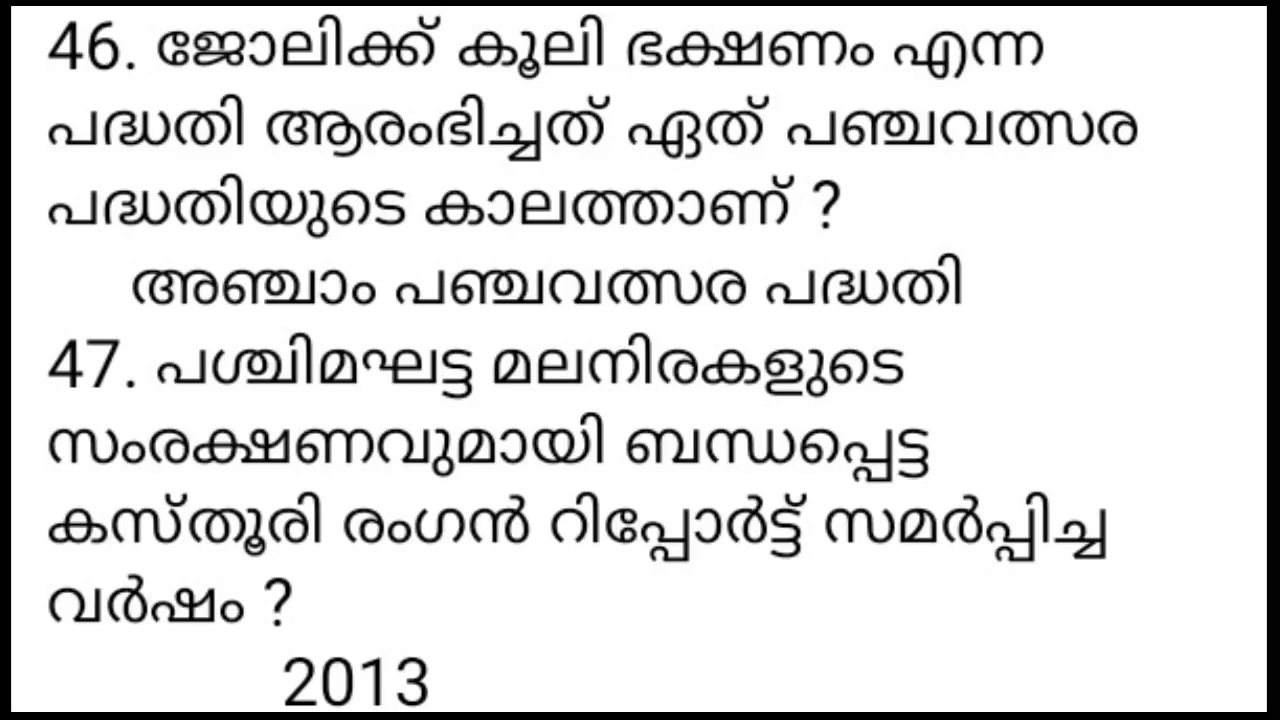 46. ജോലിക്ക് കൂലി ഭക്ഷണം എന്ന
പദ്ധതി ആരംഭിച്ചത് ഏത് പഞ്ചവത്സര
പദ്ധതിയുടെ കാലത്താണ് ?
അഞ്ചാം പഞ്ചവത്സര പദ്ധതി
47. പശ്ചിമഘട്ട മലനിരകളുടെ
സംരക്ഷണവുമായി ബന്ധപ്പെട്ട
കസ്തൂരി രംഗൻ റിപ്പോർട്ട് സമർപ്പിച്ച
വർഷം ?
2013